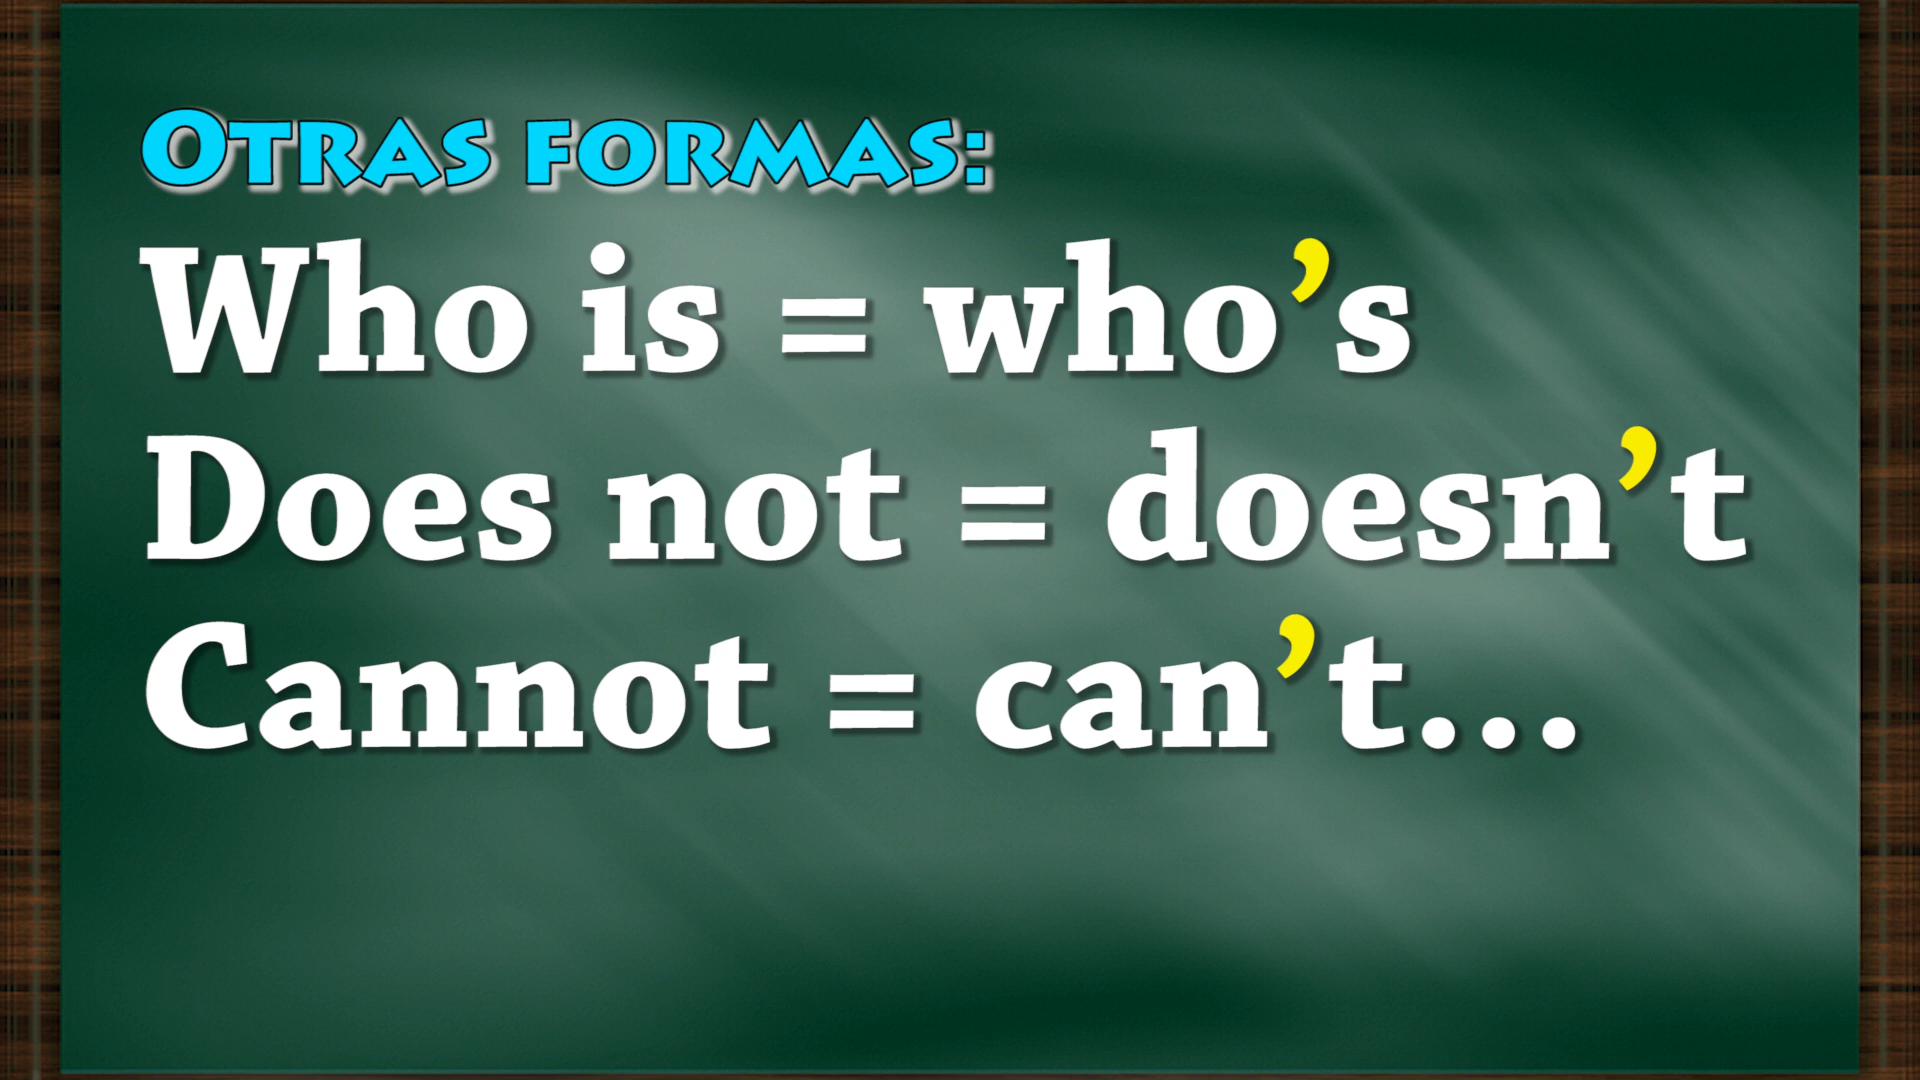 Otras formas:
Who is = who’s
Does not = doesn’t
Cannot = can’t...